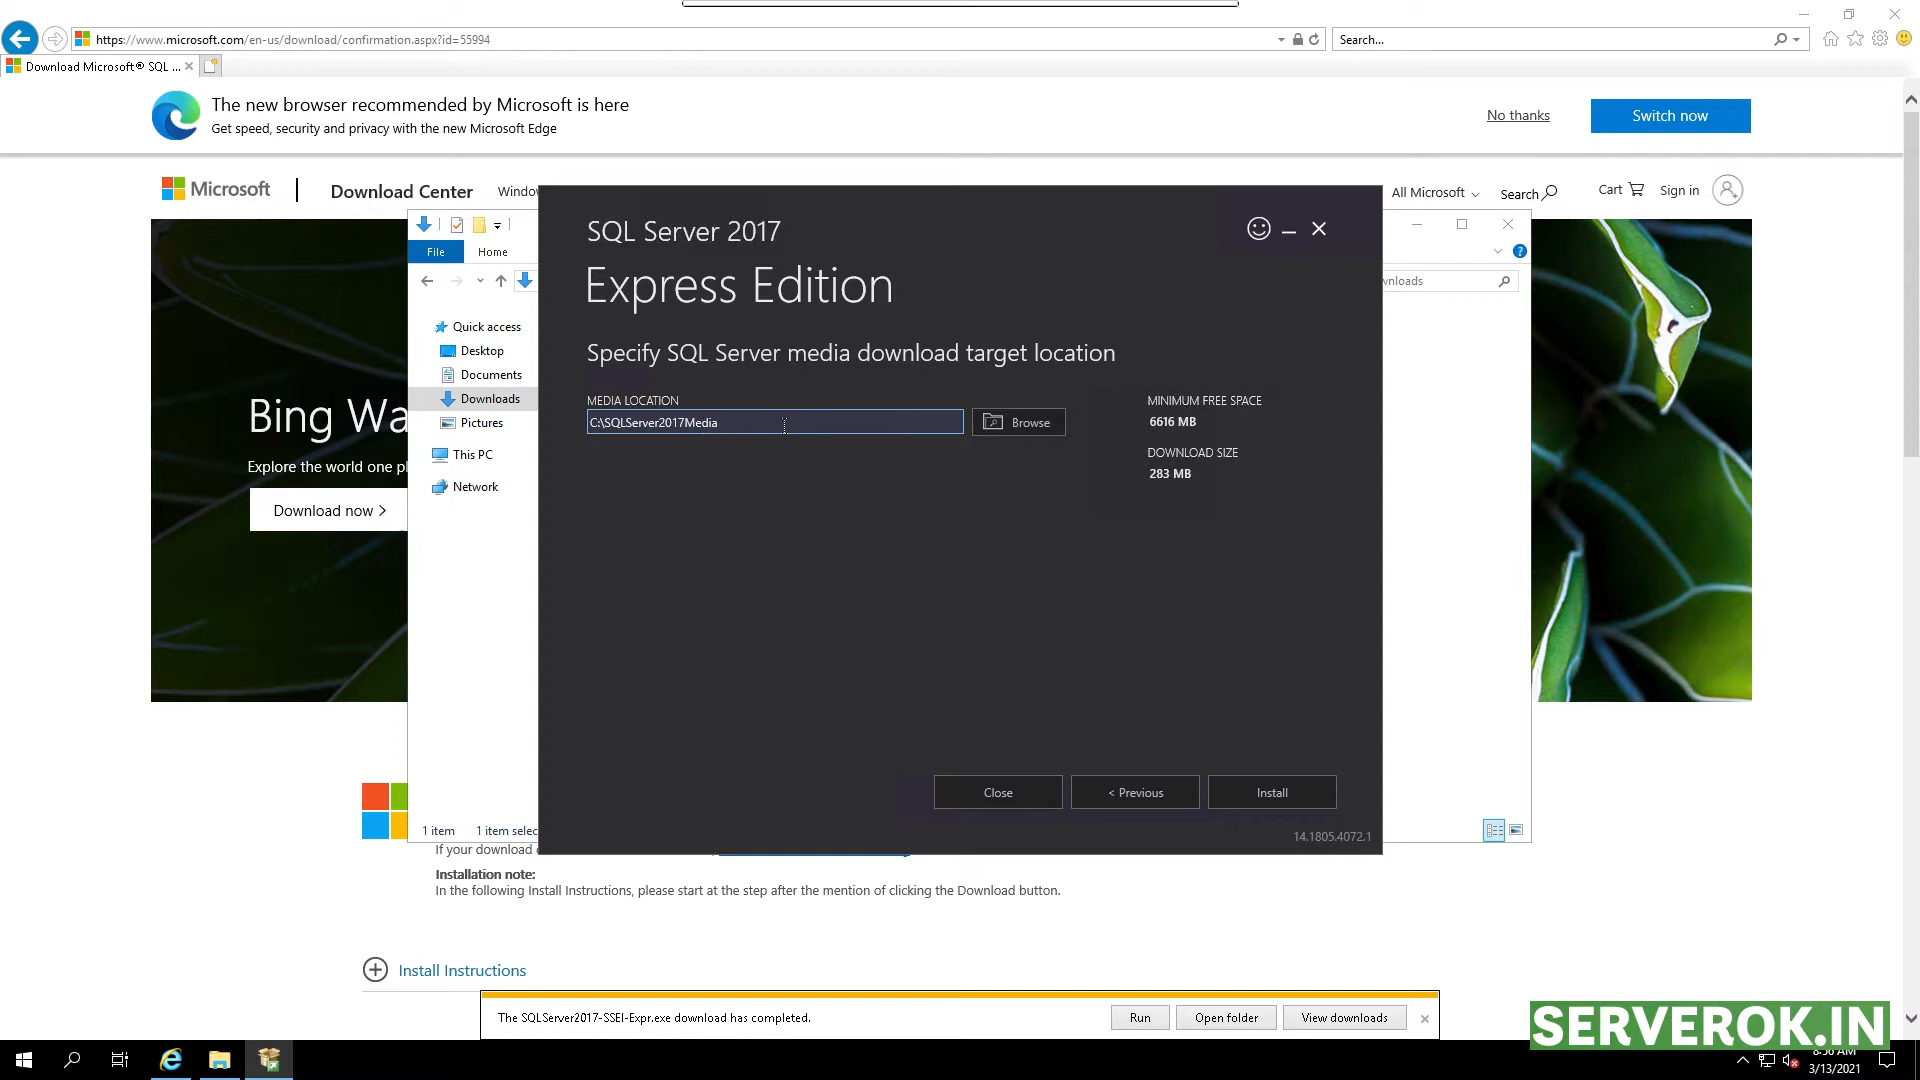 https://www.microsoft.com/en-us/download/confirmation.aspx?id=55994
Search...
Download Microsoft® SQL ...
The new browser recommended by Microsoft is here
Get speed, security and privacy with the new Microsoft Edge
No thanks
Switch now
Microsoft
Download Center
Windo
All Microsoft
Search
Cart
Sign in
File
Home
wnloads
Quick access
Desktop
Documents
Downloads
Pictures
This PC
Network
1 item
1 item selec
Bing Wa
Explore the world one pl
Download now >
SQL Server 2017
Express Edition
Specify SQL Server media download target location
MEDIA LOCATION
C:\SQLServer2017Media
Browse
MINIMUM FREE SPACE
6616 MB
DOWNLOAD SIZE
283 MB
Close
< Previous
Install
14.1805.4072.1
If your download
Installation note:
In the following Install Instructions, please start at the step after the mention of clicking the Download button.
Install Instructions
The SQLServer2017-SSEI-Expr.exe download has completed.
Run
Open folder
View downloads
SERVEROK.IN
3/13/2021